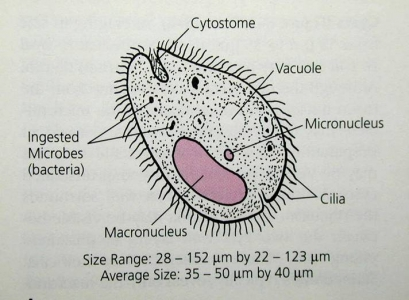 Cytostome
Vacuole
Micronucleus
Ingested
Microbes
(bacteria)
Cilia
Macronucleus
Size Range: 28 – 152 µm by 22 – 123 µm
Average Size: 35 – 50 µm by 40 µm